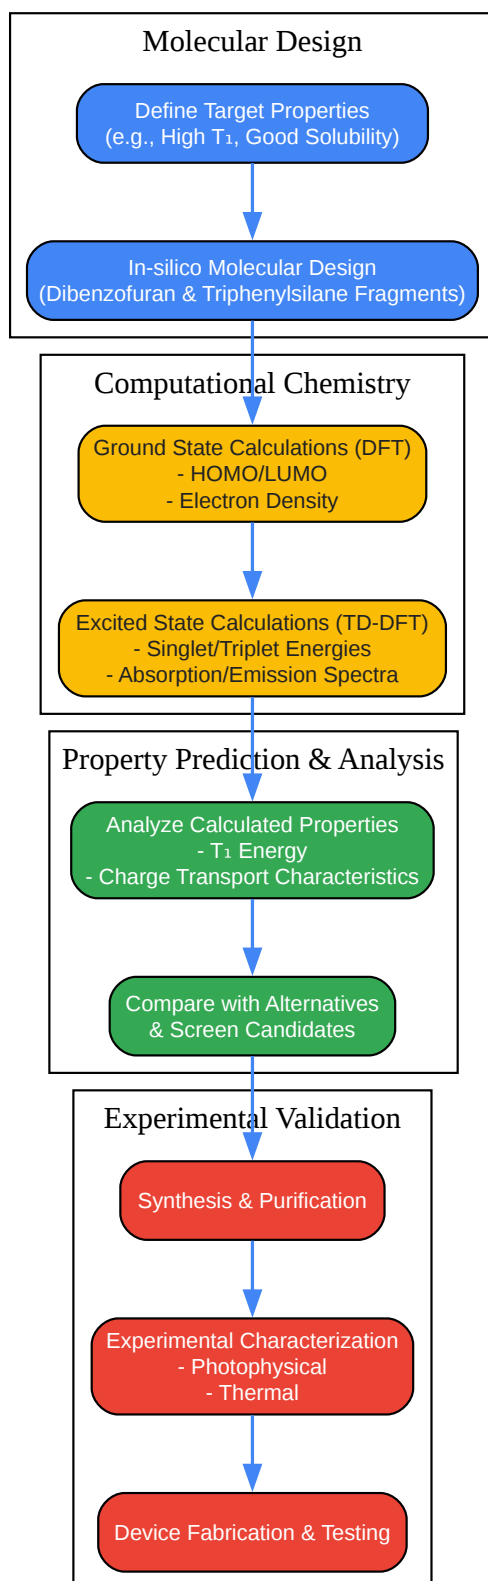 Molecular Design
Define Target Properties
(e.g., High T₁, Good Solubility)
In-silico Molecular Design
(Dibenzofuran & Triphenylsilane Fragments)
Computational Chemistry
Ground State Calculations (DFT)
- HOMO/LUMO
- Electron Density
Excited State Calculations (TD-DFT)
- Singlet/Triplet Energies
- Absorption/Emission Spectra
Property Prediction & Analysis
Analyze Calculated Properties
- T₁ Energy
- Charge Transport Characteristics
Compare with Alternatives
& Screen Candidates
Experimental Validation
Synthesis & Purification
Experimental Characterization
- Photophysical
- Thermal
Device Fabrication & Testing